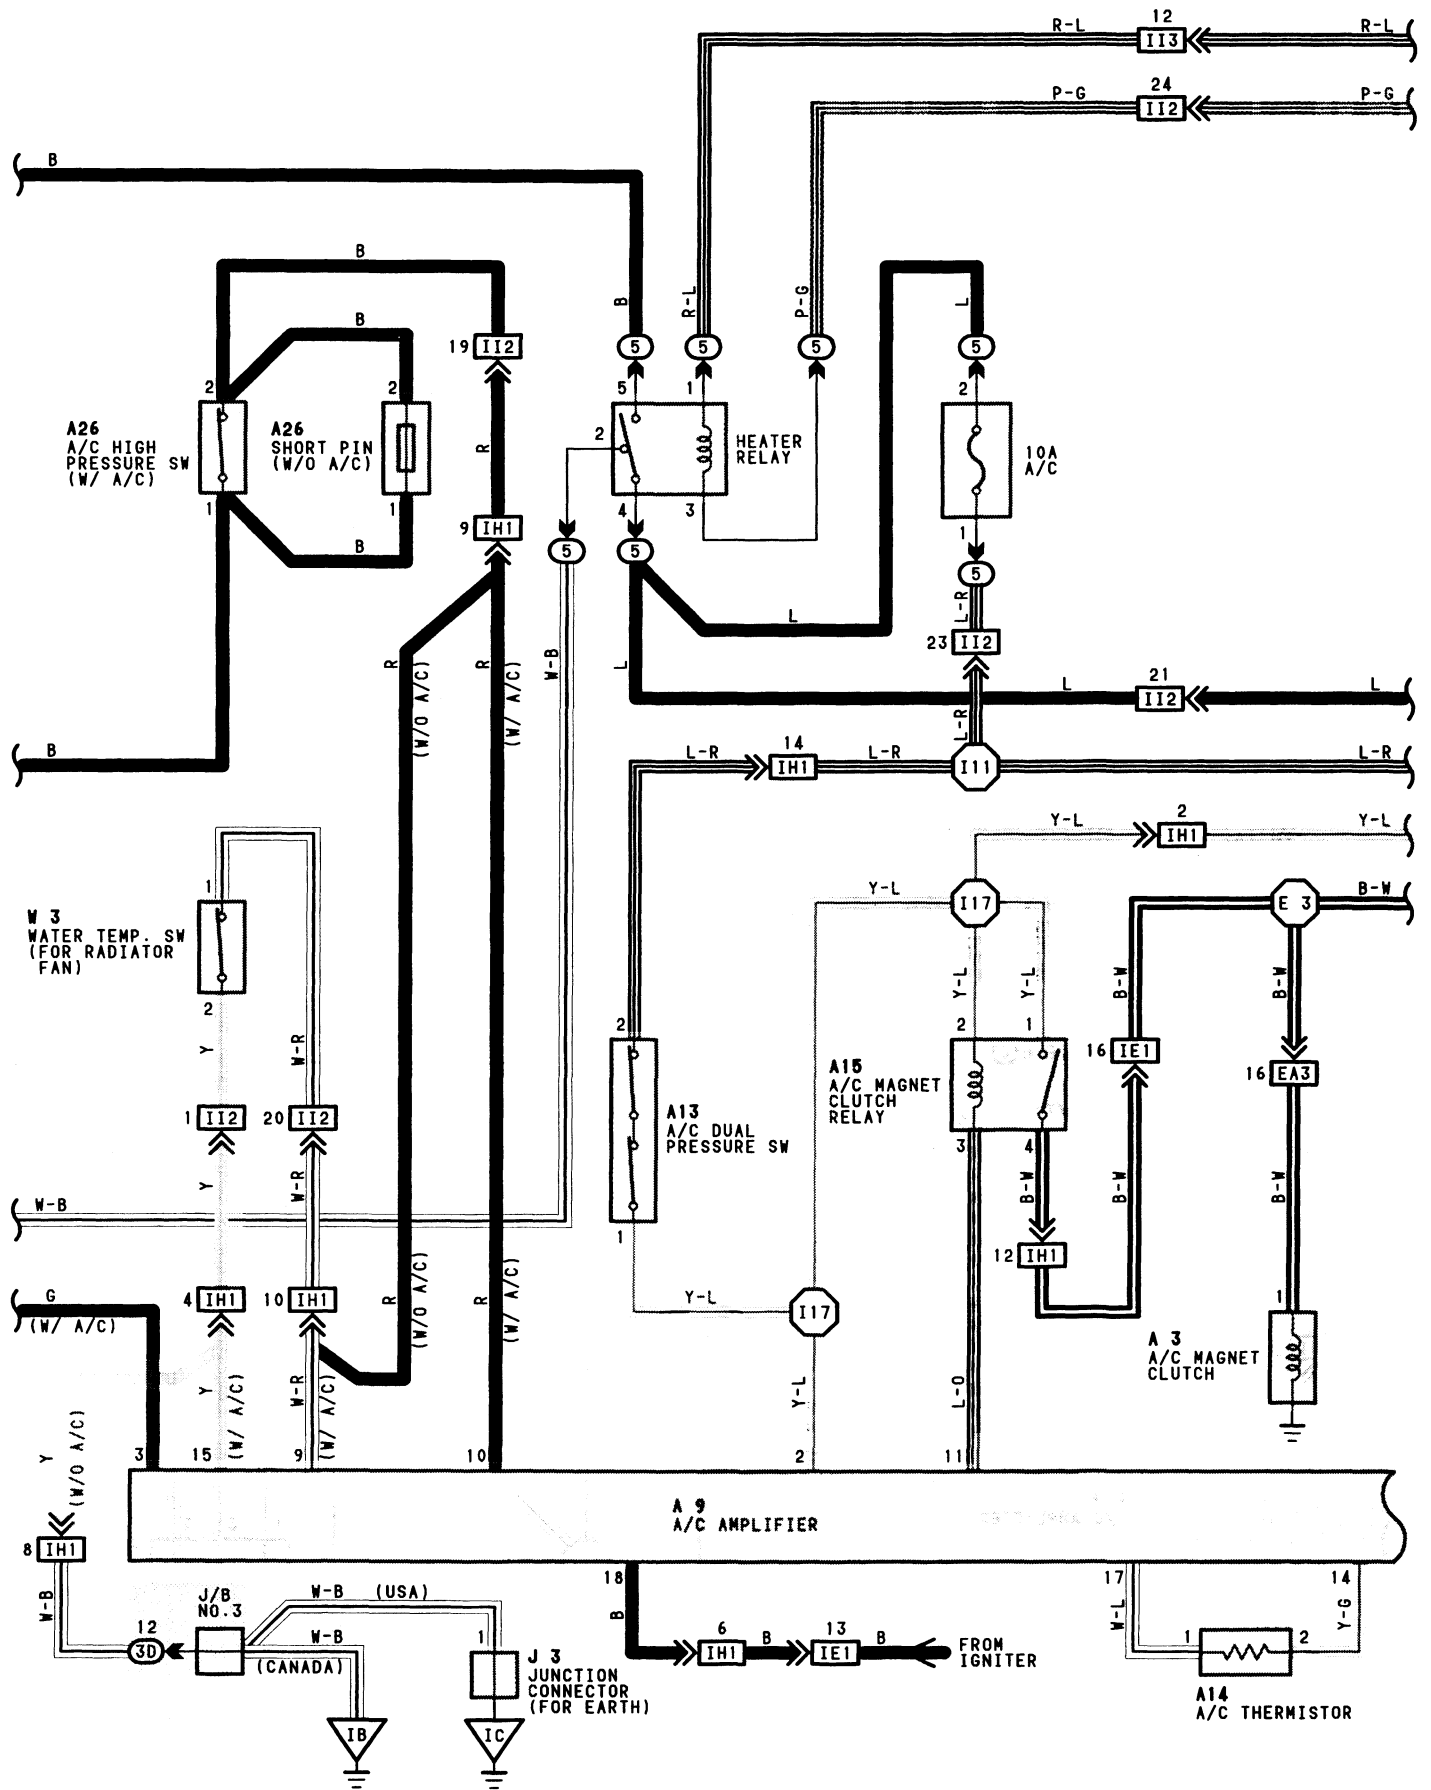 12
R-L
II3
R-L
24
P-G
II2
P-G
B
B
B
R-L
P-G
L
B
19
II2
5
5
5
5
2
2
5
1
2
A26
A/C HIGH
PRESSURE SW
(W/ A/C)
A26
SHORT PIN
(W/O A/C)
R
2
HEATER
RELAY
10A
A/C
1
1
4
3
1
9
IH1
B
5
5
5
L-R
L
23
II2
R
(W/O A/C)
R
(W/ A/C)
W-B
L
L
21
II2
L
L-R
B
L-R
14
IH1
L-R
I11
L-R
Y-L
2
IH1
Y-L
1
Y-L
I17
E 3
B-W
W 3
WATER TEMP. SW
(FOR RADIATOR
FAN)
2
Y
W-R
Y-L
Y-L
B-W
B-W
2
2
1
16
IE1
16
EA3
A15
A/C MAGNET
CLUTCH
RELAY
A13
A/C DUAL
PRESSURE SW
1
II2
20
II2
3
4
Y
W-R
B-W
B-W
B-W
W-B
1
12
IH1
G
(W/ A/C)
4
IH1
10
IH1
R
(W/O A/C)
R
(W/ A/C)
Y-L
I17
1
A 3
A/C MAGNET
CLUTCH
Y
(W/ A/C)
W-R
(W/ A/C)
Y-L
L-O
Y
(W/O A/C)
3
15
9
10
2
11
A 9
A/C AMPLIFIER
8
IH1
18
17
14
W-B
J/B
NO.3
W-B
(USA)
B
W-L
Y-G
12
3D
W-B
(CANADA)
1
6
IH1
B
13
IE1
B
FROM
IGNITER
1
2
J 3
JUNCTION
CONNECTOR
(FOR EARTH)
A14
A/C THERMISTOR
IB
IC